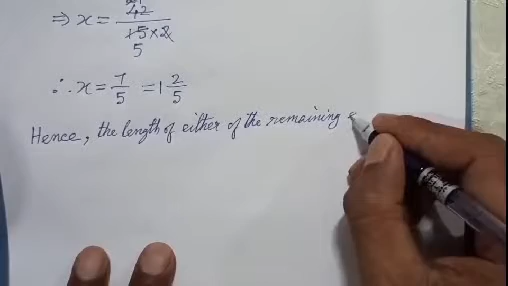 ⇒ x = 42 / 15×2
5
∴ x = 7/5 = 1 2/5
Hence, the length of either of the remaining